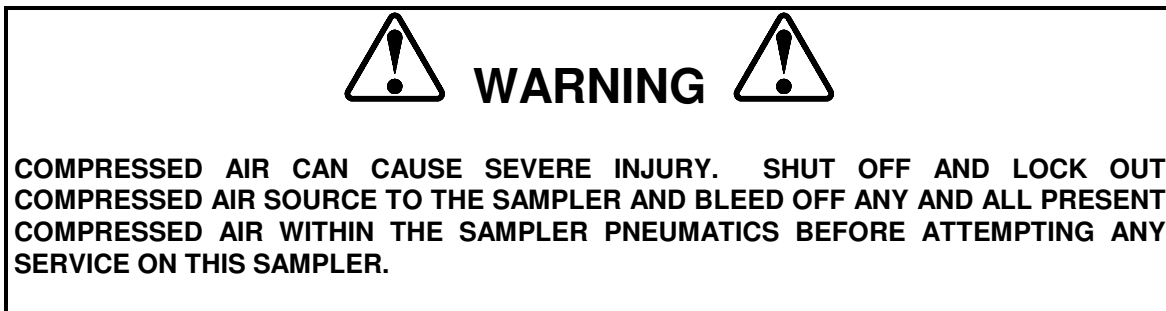 WARNING
COMPRESSED AIR CAN CAUSE SEVERE INJURY. SHUT OFF AND LOCK OUT
COMPRESSED AIR SOURCE TO THE SAMPLER AND BLEED OFF ANY AND ALL PRESENT
COMPRESSED AIR WITHIN THE SAMPLER PNEUMATICS BEFORE ATTEMPTING ANY
SERVICE ON THIS SAMPLER.